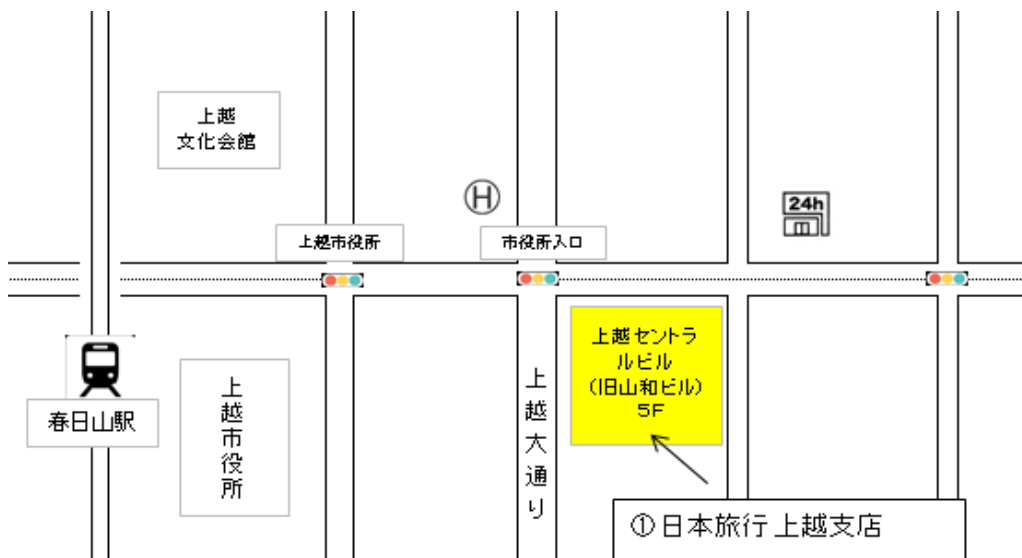 上越
文化会館
Ⓗ
24h
上越市役所
市役所入口
上越セントラ
ルビル
(旧山和ビル)
5F
春日山駅
上越市役所
上越大通り
①日本旅行 上越支店